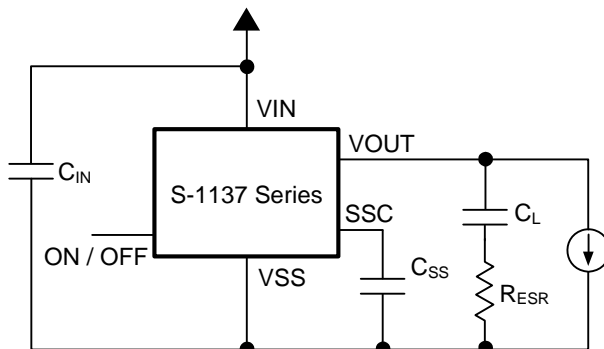 VIN
VOUT
C_IN
S-1137 Series
SSC
C_L
ON / OFF
VSS
C_SS
R_ESR